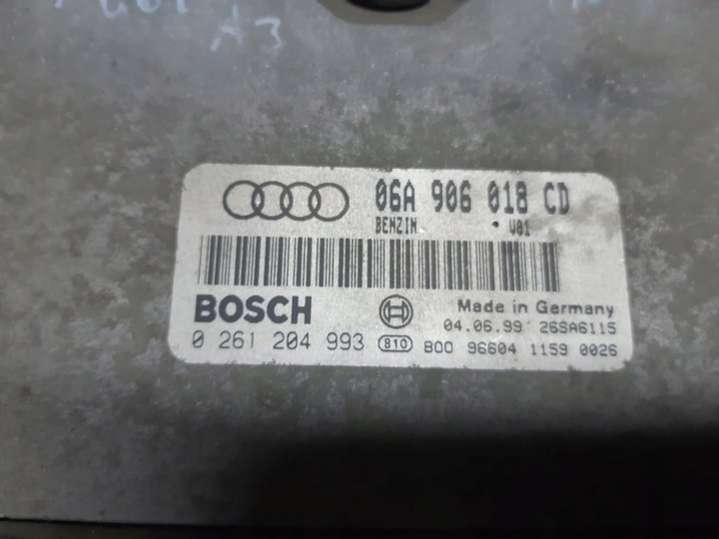 A3
06A 906 018 CD
BENZIN V01
BOSCH
Made in Germany
04.06.99 26SA6115
0 261 204 993 810 800 96604 1159 0026